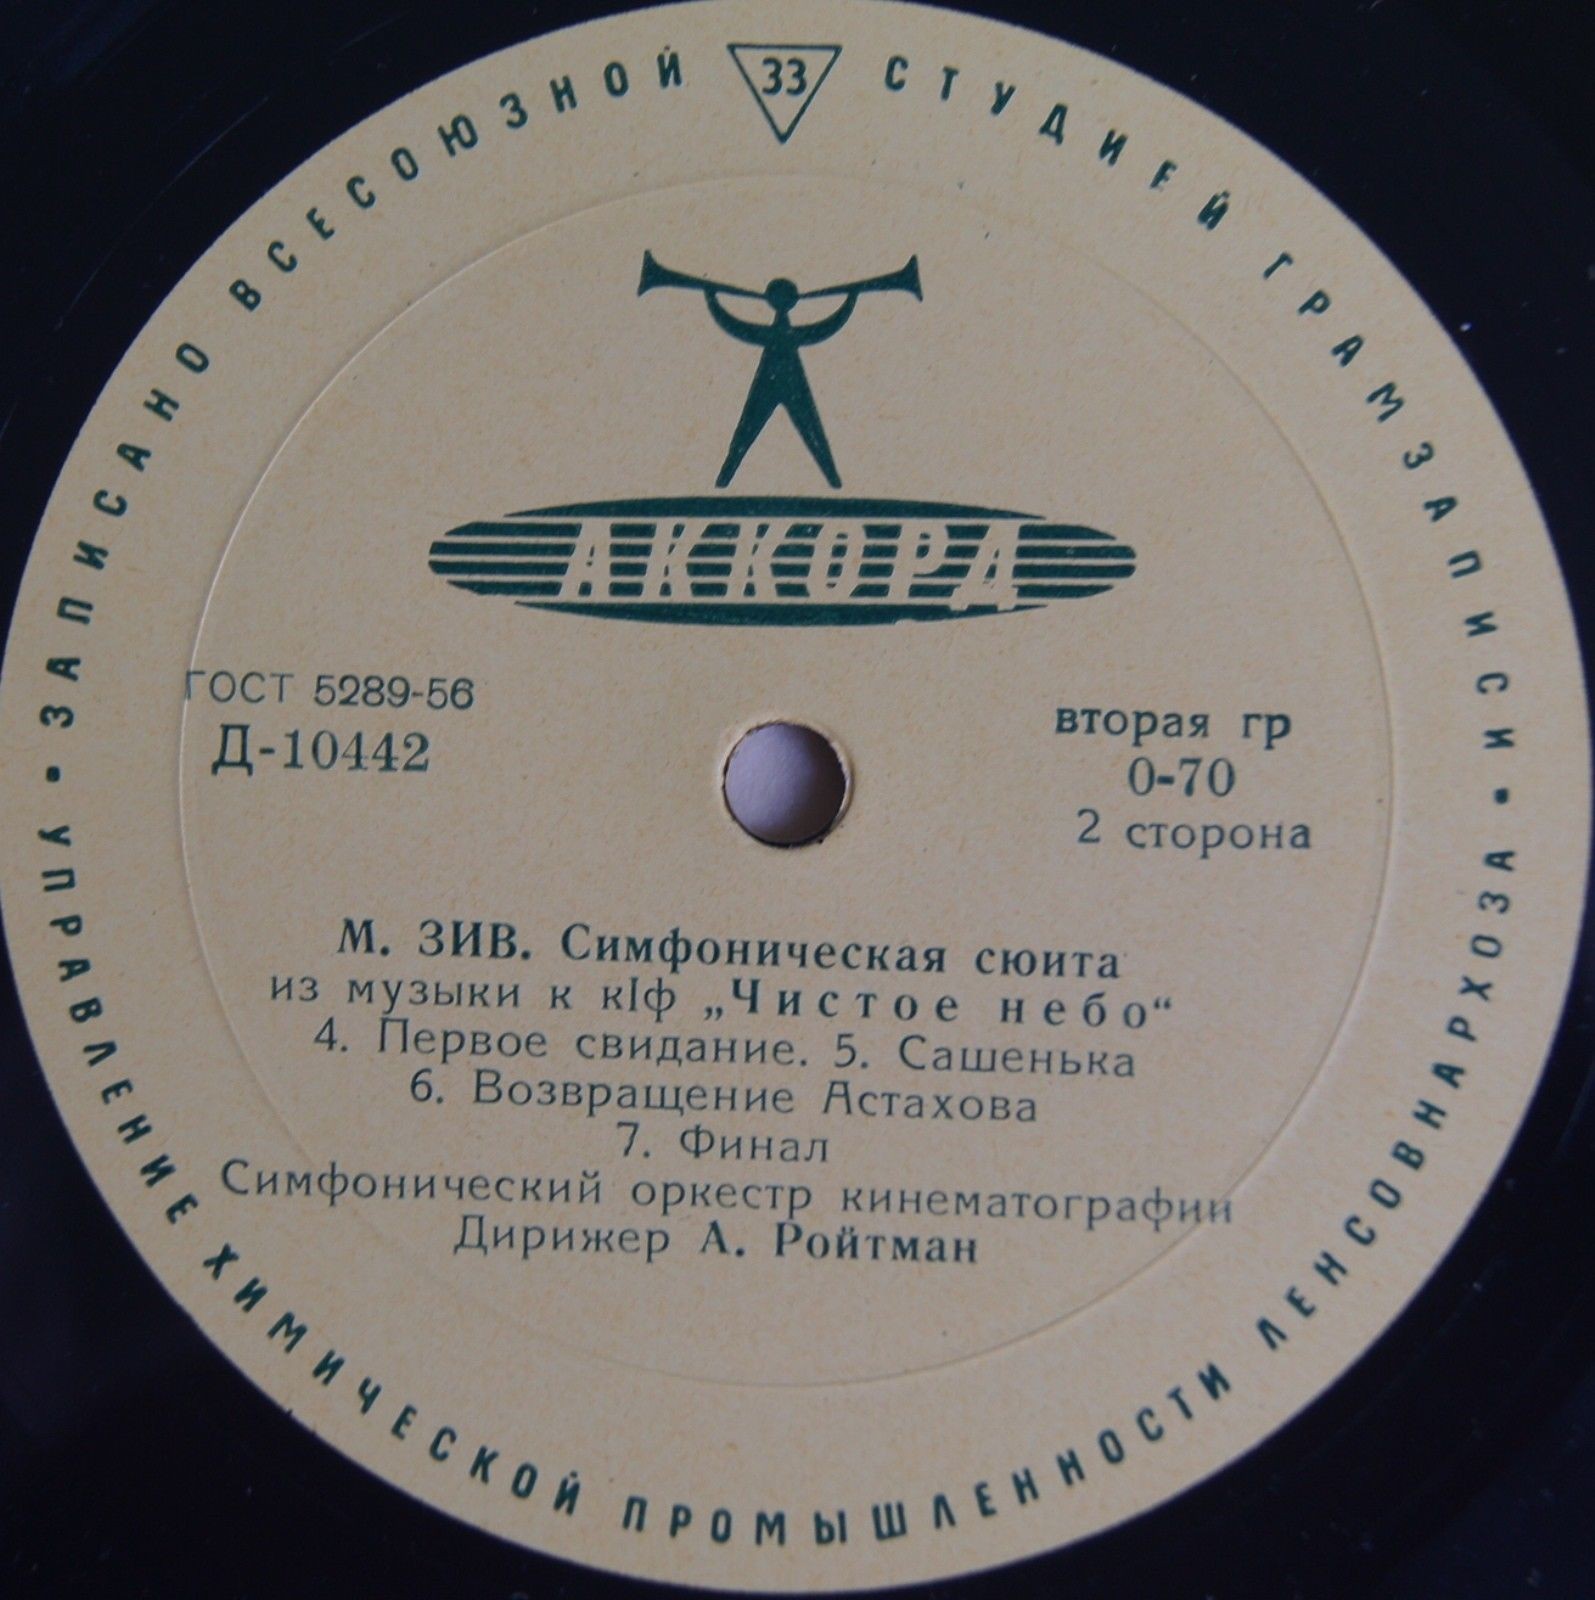 ЗАПИСАНО ВСЕСОЮЗНОЙ 33 СТУДИЕЙ ГРАМЗАПИСИ
АККОРД
ГОСТ 5289-56
Д-10442
вторая гр
0-70
2 сторона
М. ЗИВ. Симфоническая сюита
из музыки к к|ф „Чистое небо“
4. Первое свидание. 5. Сашенька
6. Возвращение Астахова
7. Финал
Симфонический оркестр кинематографии
Дирижер А. Ройтман
• УПРАВЛЕНИЕ ХИМИЧЕСКОЙ ПРОМЫШЛЕННОСТИ ЛЕНСОВНАРХОЗА •